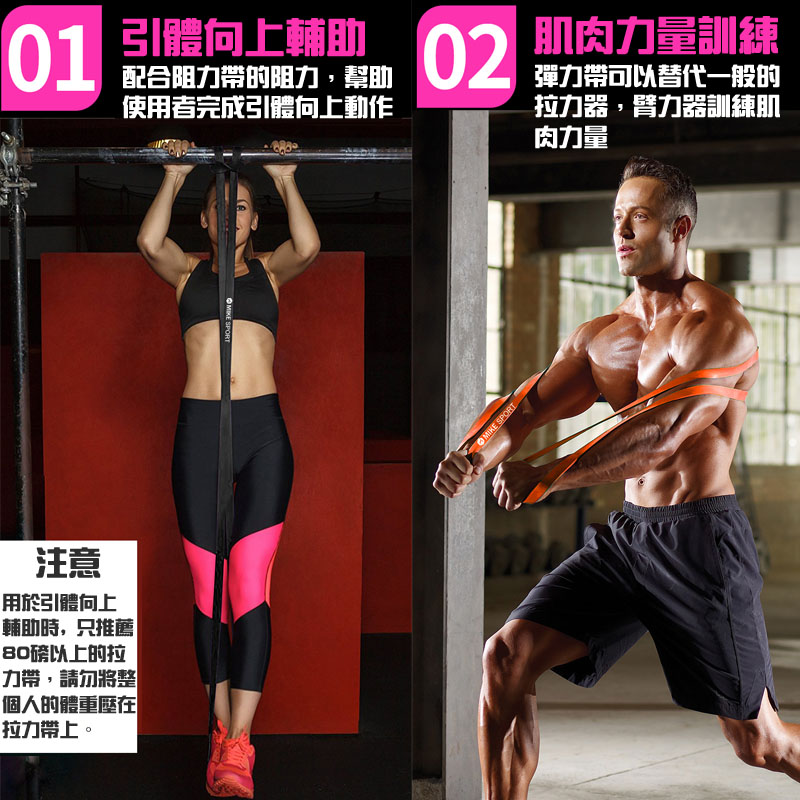 01
引體向上輔助
配合阻力帶的阻力，幫助
使用者完成引體向上動作
02
肌肉力量訓練
彈力帶可以替代一般的
拉力器，臂力器訓練肌
肉力量
MIKE SPORT
MIKE SPORT
注意
用於引體向上
輔助時，只推薦
80磅以上的拉
力帶，請勿將整
個人的體重壓在
拉力帶上。